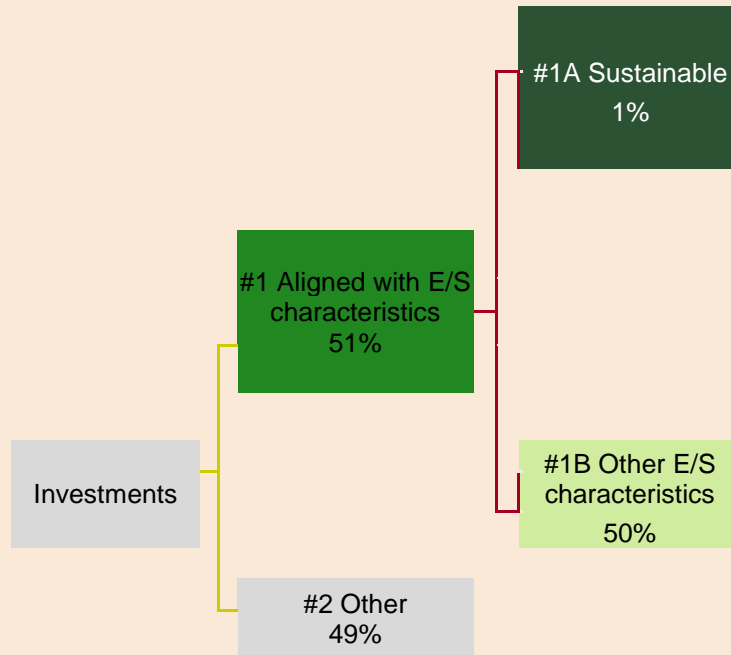 #1A Sustainable
1%
#1 Aligned with E/S
characteristics
51%
Investments
#1B Other E/S
characteristics
50%
#2 Other
49%